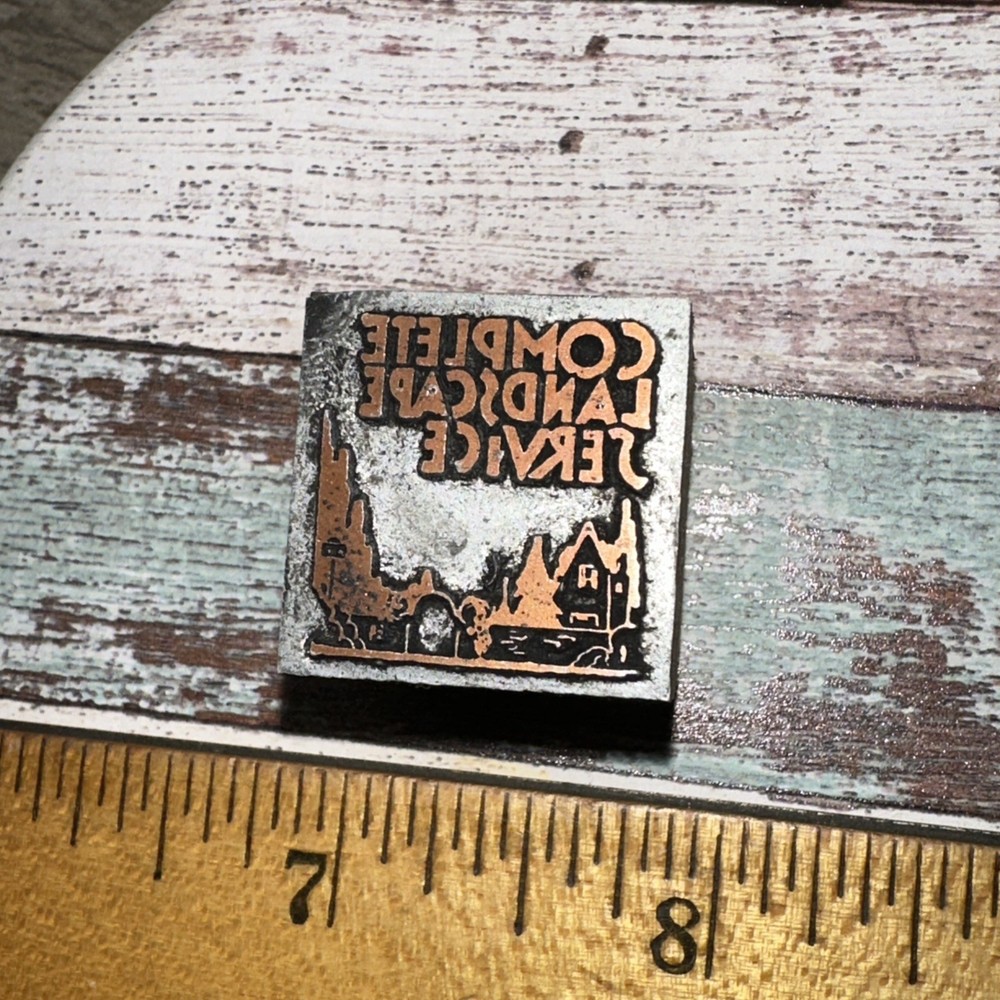 COMPLETE
LANDSCAPE
SERVICE
7
8